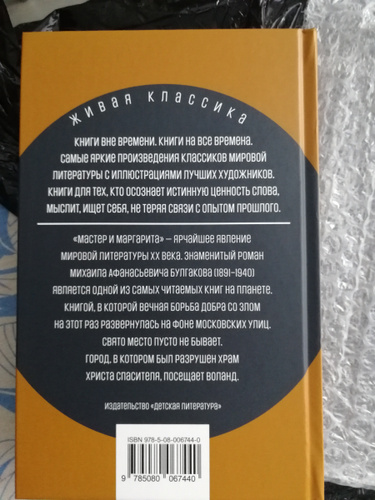 ЖИВАЯ КЛАССИКА
КНИГИ ВНЕ ВРЕМЕНИ. КНИГИ НА ВСЕ ВРЕМЕНА.
САМЫЕ ЯРКИЕ ПРОИЗВЕДЕНИЯ КЛАССИКОВ МИРОВОЙ
ЛИТЕРАТУРЫ С ИЛЛЮСТРАЦИЯМИ ЛУЧШИХ ХУДОЖНИКОВ.
КНИГИ ДЛЯ ТЕХ, КТО ОСОЗНАЕТ ИСТИННУЮ ЦЕННОСТЬ СЛОВА,
МЫСЛИТ, ИЩЕТ СЕБЯ, НЕ ТЕРЯЯ СВЯЗИ С ОПЫТОМ ПРОШЛОГО.
«МАСТЕР И МАРГАРИТА» – ЯРЧАЙШЕЕ ЯВЛЕНИЕ
МИРОВОЙ ЛИТЕРАТУРЫ XX ВЕКА. ЗНАМЕНИТЫЙ РОМАН
МИХАИЛА АФАНАСЬЕВИЧА БУЛГАКОВА (1891–1940)
ЯВЛЯЕТСЯ ОДНОЙ ИЗ САМЫХ ЧИТАЕМЫХ КНИГ НА ПЛАНЕТЕ.
КНИГОЙ, В КОТОРОЙ ВЕЧНАЯ БОРЬБА ДОБРА СО ЗЛОМ
НА ЭТОТ РАЗ РАЗВЕРНУЛАСЬ НА ФОНЕ МОСКОВСКИХ УЛИЦ.
СВЯТО МЕСТО ПУСТО НЕ БЫВАЕТ.
ГОРОД, В КОТОРОМ БЫЛ РАЗРУШЕН ХРАМ
ХРИСТА СПАСИТЕЛЯ, ПОСЕЩАЕТ ВОЛАНД.
ИЗДАТЕЛЬСТВО «ДЕТСКАЯ ЛИТЕРАТУРА»
ISBN 978-5-08-006744-0
9 785080 067440